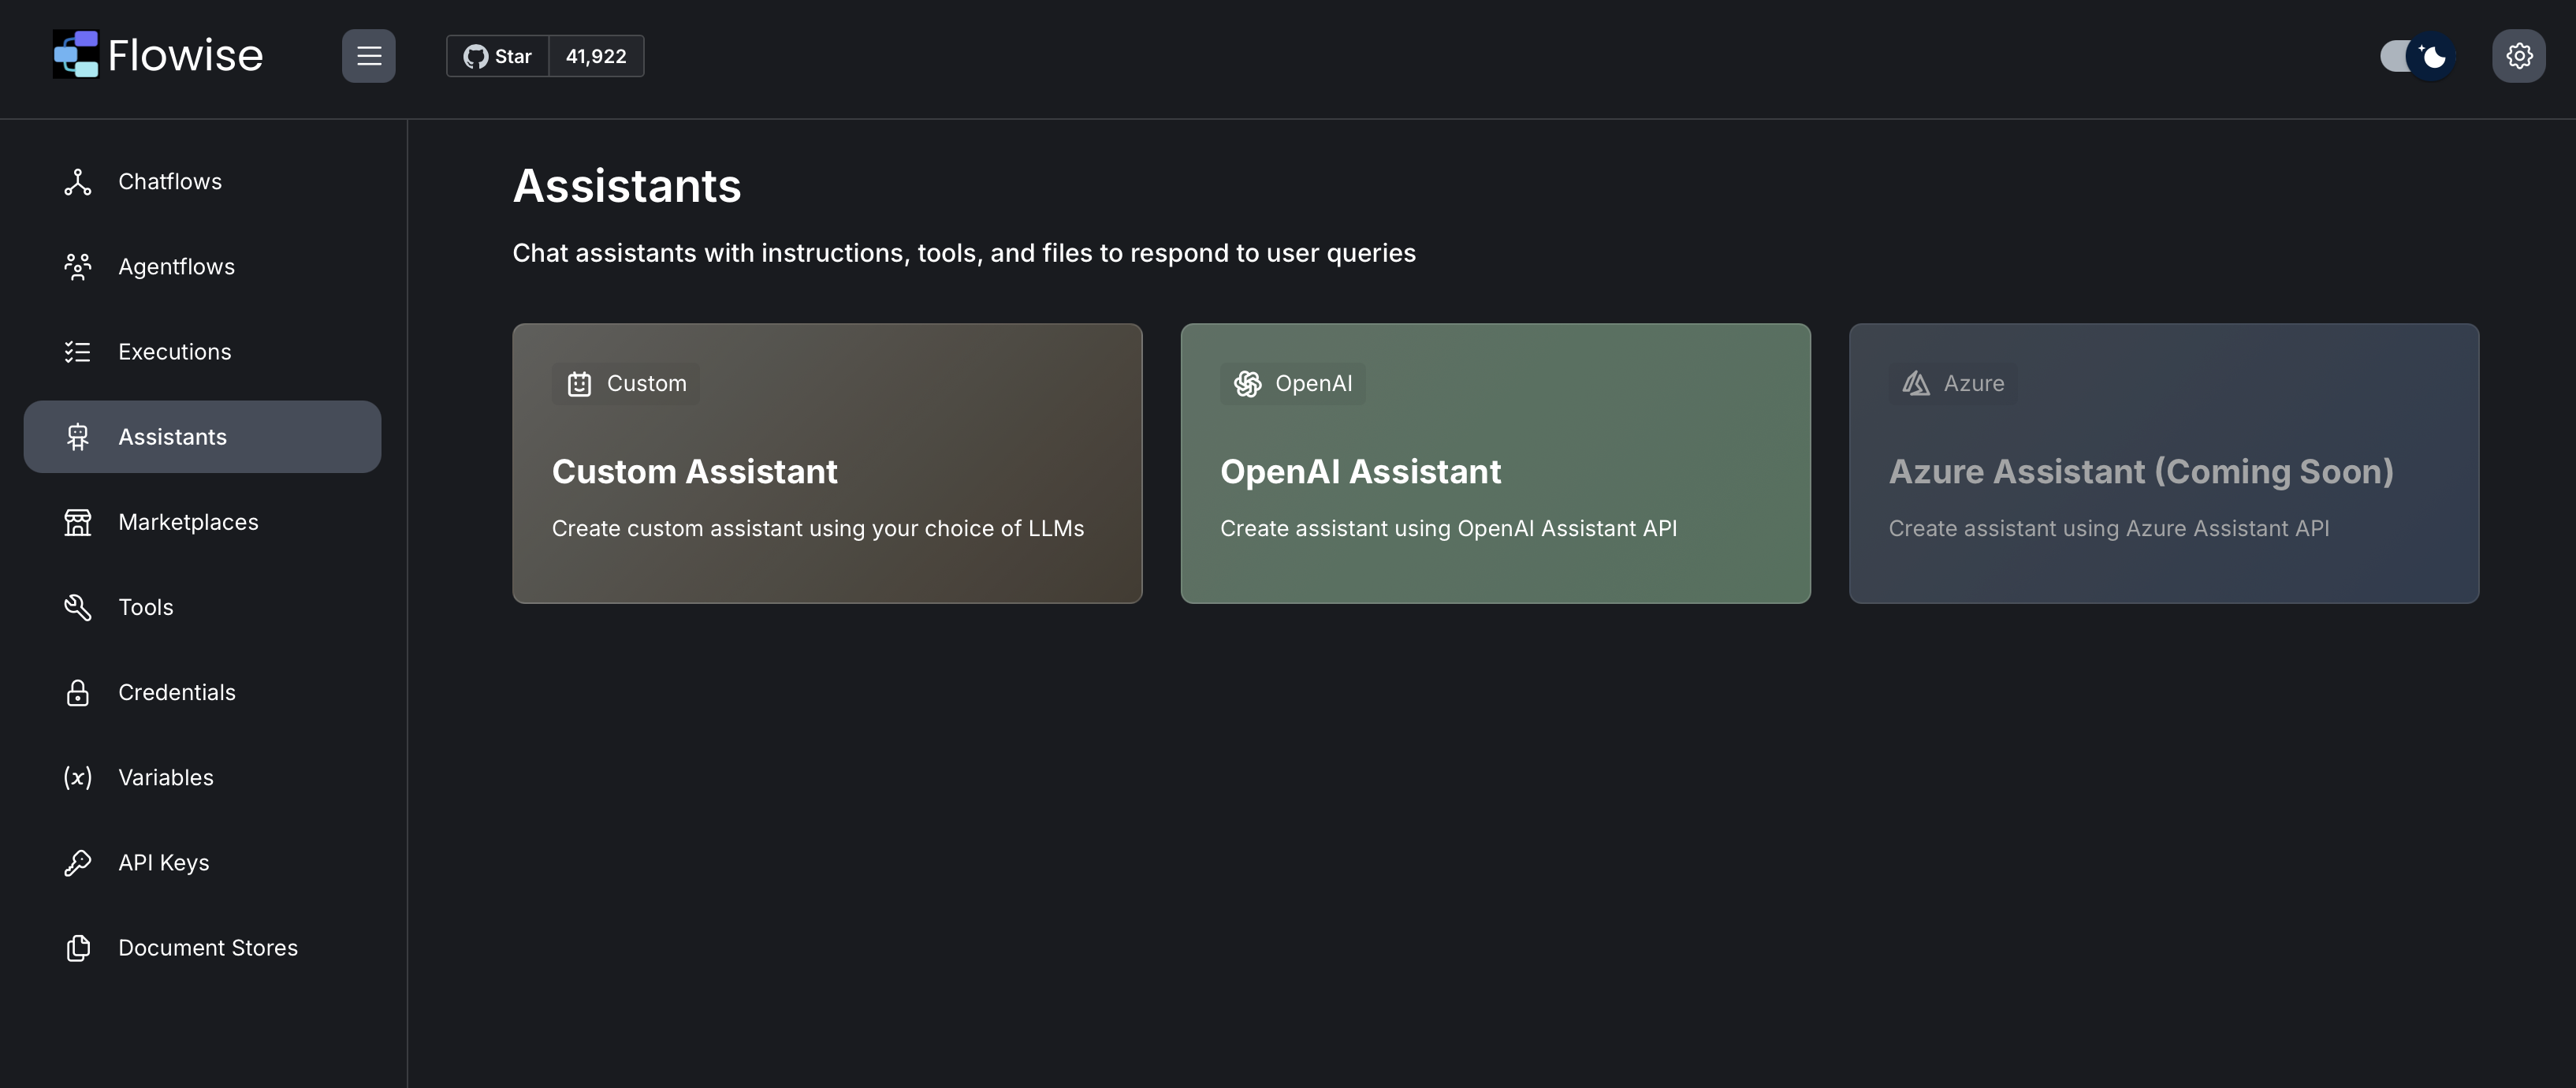 Flowise
Star 41,922
Chatflows
Agentflows
Executions
Assistants
Marketplaces
Tools
Credentials
Variables
API Keys
Document Stores
Assistants
Chat assistants with instructions, tools, and files to respond to user queries
Custom
Custom Assistant
Create custom assistant using your choice of LLMs
OpenAI
OpenAI Assistant
Create assistant using OpenAI Assistant API
Azure
Azure Assistant (Coming Soon)
Create assistant using Azure Assistant API